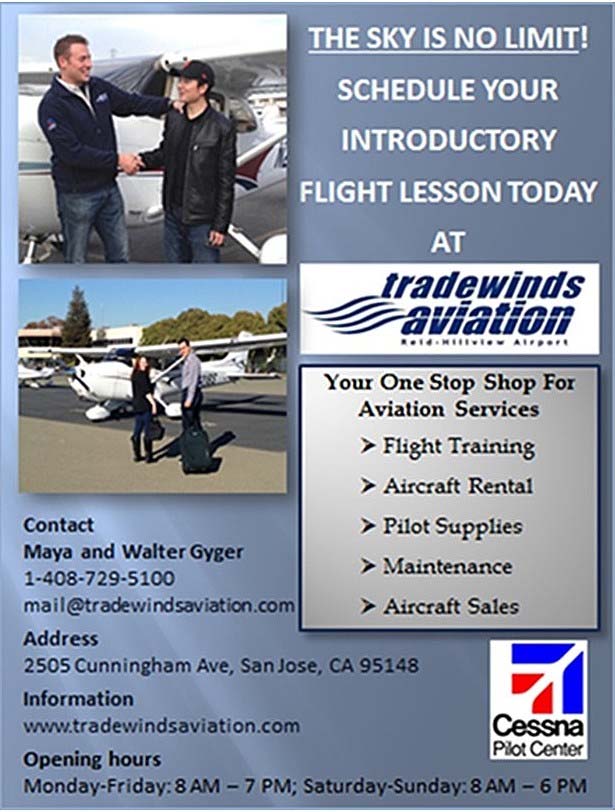 THE SKY IS NO LIMIT!
SCHEDULE YOUR
INTRODUCTORY
FLIGHT LESSON TODAY
AT
tradewinds
aviation
Reid-Hillview Airport
Your One Stop Shop For
Aviation Services
➢ Flight Training
➢ Aircraft Rental
➢ Pilot Supplies
➢ Maintenance
➢ Aircraft Sales
Contact
Maya and Walter Gyger
1-408-729-5100
mail@tradewindsaviation.com
Address
2505 Cunningham Ave, San Jose, CA 95148
Information
www.tradewindsaviation.com
Opening hours
Monday-Friday: 8 AM – 7 PM; Saturday-Sunday: 8 AM – 6 PM
Cessna
Pilot Center